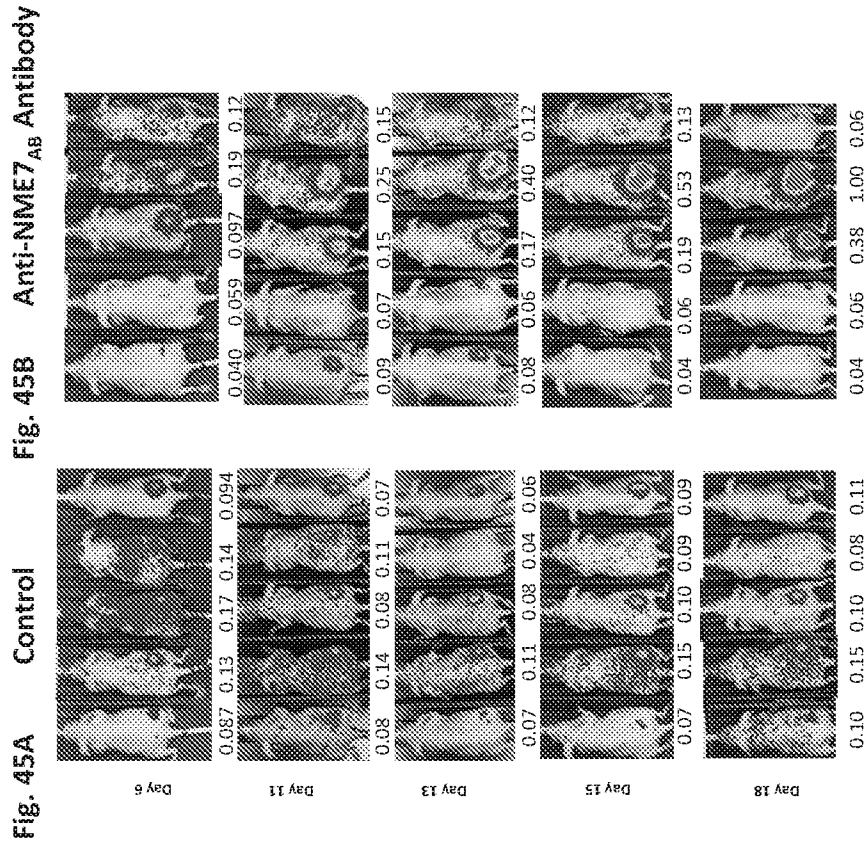 Fig. 45A Control
Fig. 45B Anti-NME7AB Antibody
Day 6
0.087 0.13 0.17 0.14 0.094
0.040 0.059 0.097 0.19 0.12
Day 11
0.08 0.14 0.08 0.11 0.07
0.09 0.07 0.15 0.25 0.15
Day 13
0.07 0.11 0.08 0.04 0.06
0.08 0.06 0.17 0.40 0.12
Day 15
0.07 0.15 0.10 0.09 0.09
0.04 0.06 0.19 0.53 0.13
Day 18
0.10 0.15 0.10 0.08 0.11
0.04 0.06 0.38 1.00 0.06